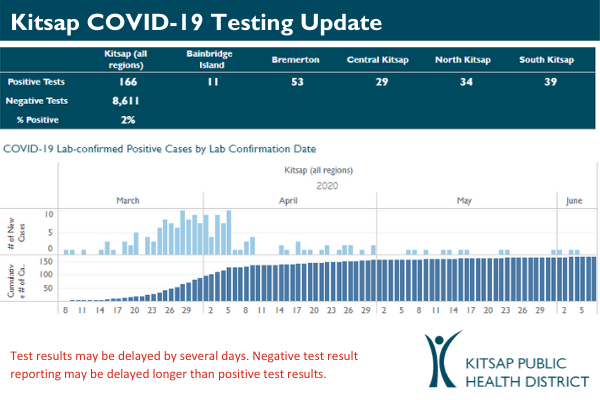 Kitsap COVID-19 Testing Update
Kitsap (all regions) Bainbridge Island Bremerton Central Kitsap North Kitsap South Kitsap
Positive Tests 166 11 53 29 34 39
Negative Tests 8,611
% Positive 2%
COVID-19 Lab-confirmed Positive Cases by Lab Confirmation Date
Kitsap (all regions)
2020
March April May June
# of New Cases
10
5
0
Cumulativ e # of Ca..
150
100
50
8 11 14 17 20 23 26 29 2 5 8 11 14 17 20 23 26 29 2 5 8 11 14 17 20 23 26 29 2 5
Test results may be delayed by several days. Negative test result
reporting may be delayed longer than positive test results.
KITSAP PUBLIC
HEALTH DISTRICT